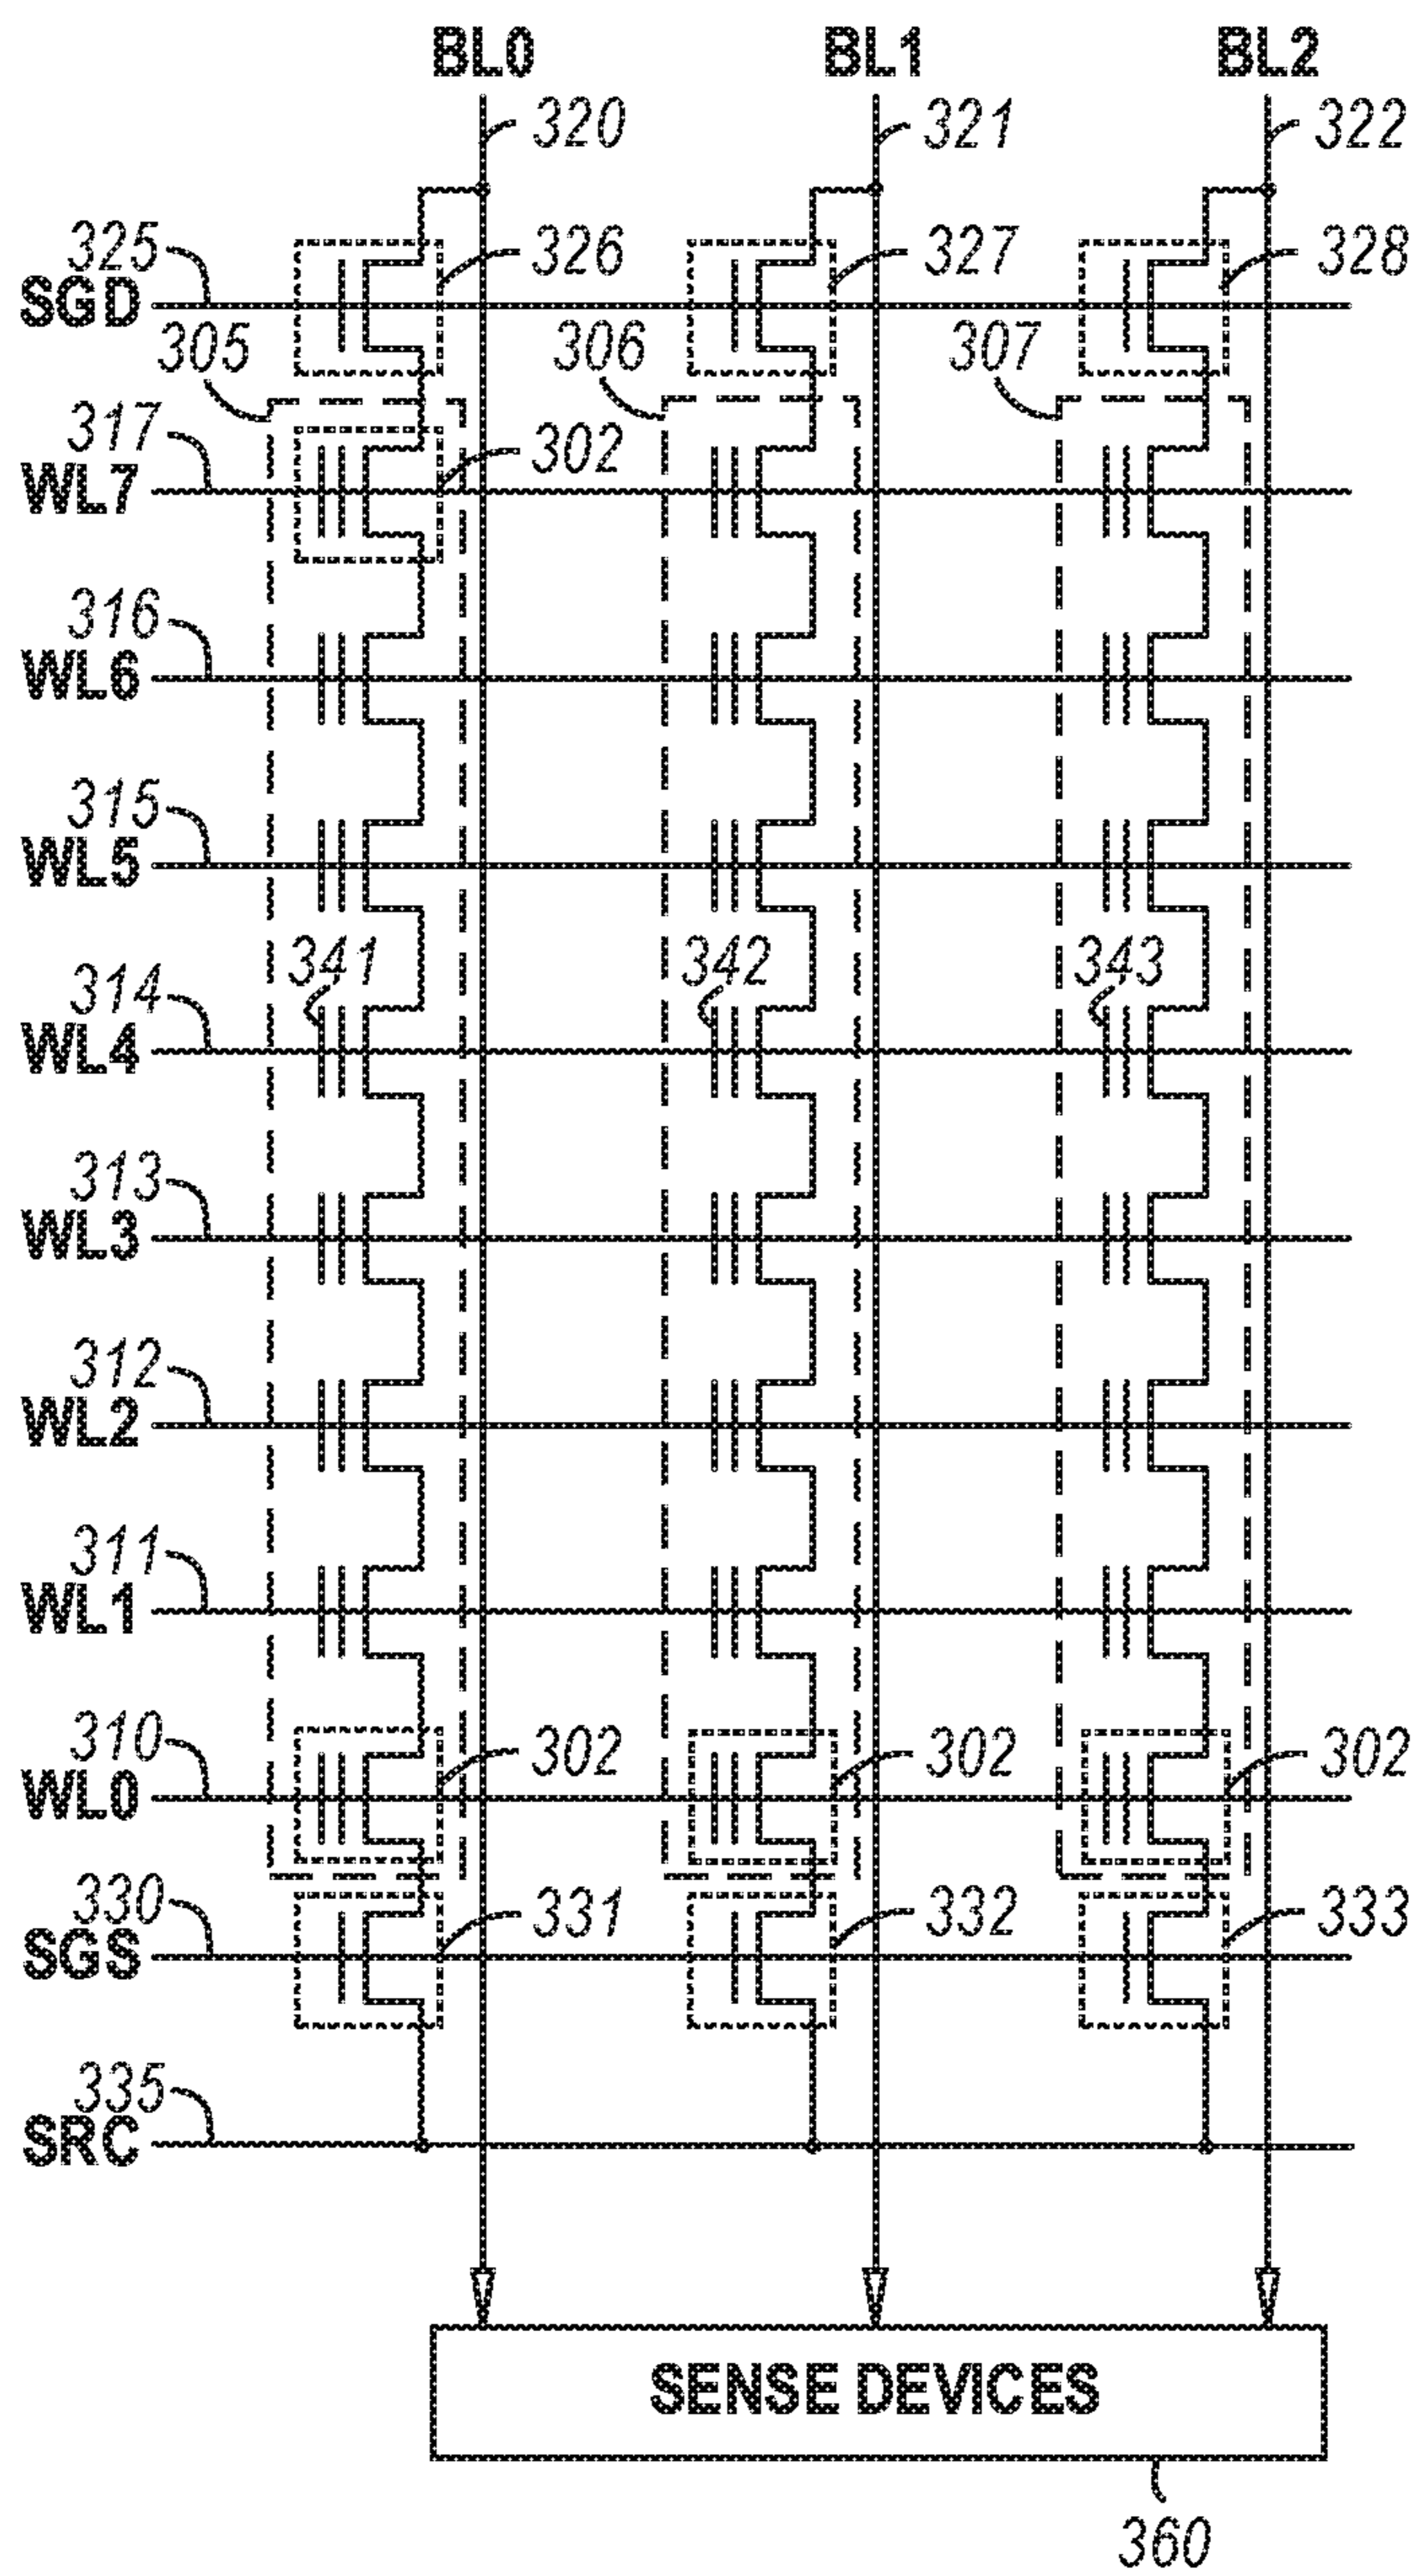 BL0 BL1 BL2
320 321 322
325 326 327 328
SGD
305 306 307
317 302
WL7
316
WL6
315
WL5
341 342 343
314
WL4
313
WL3
312
WL2
311
WL1
310 302 302 302
WL0
330 331 332 333
SGS
335
SRC
SENSE DEVICES
360